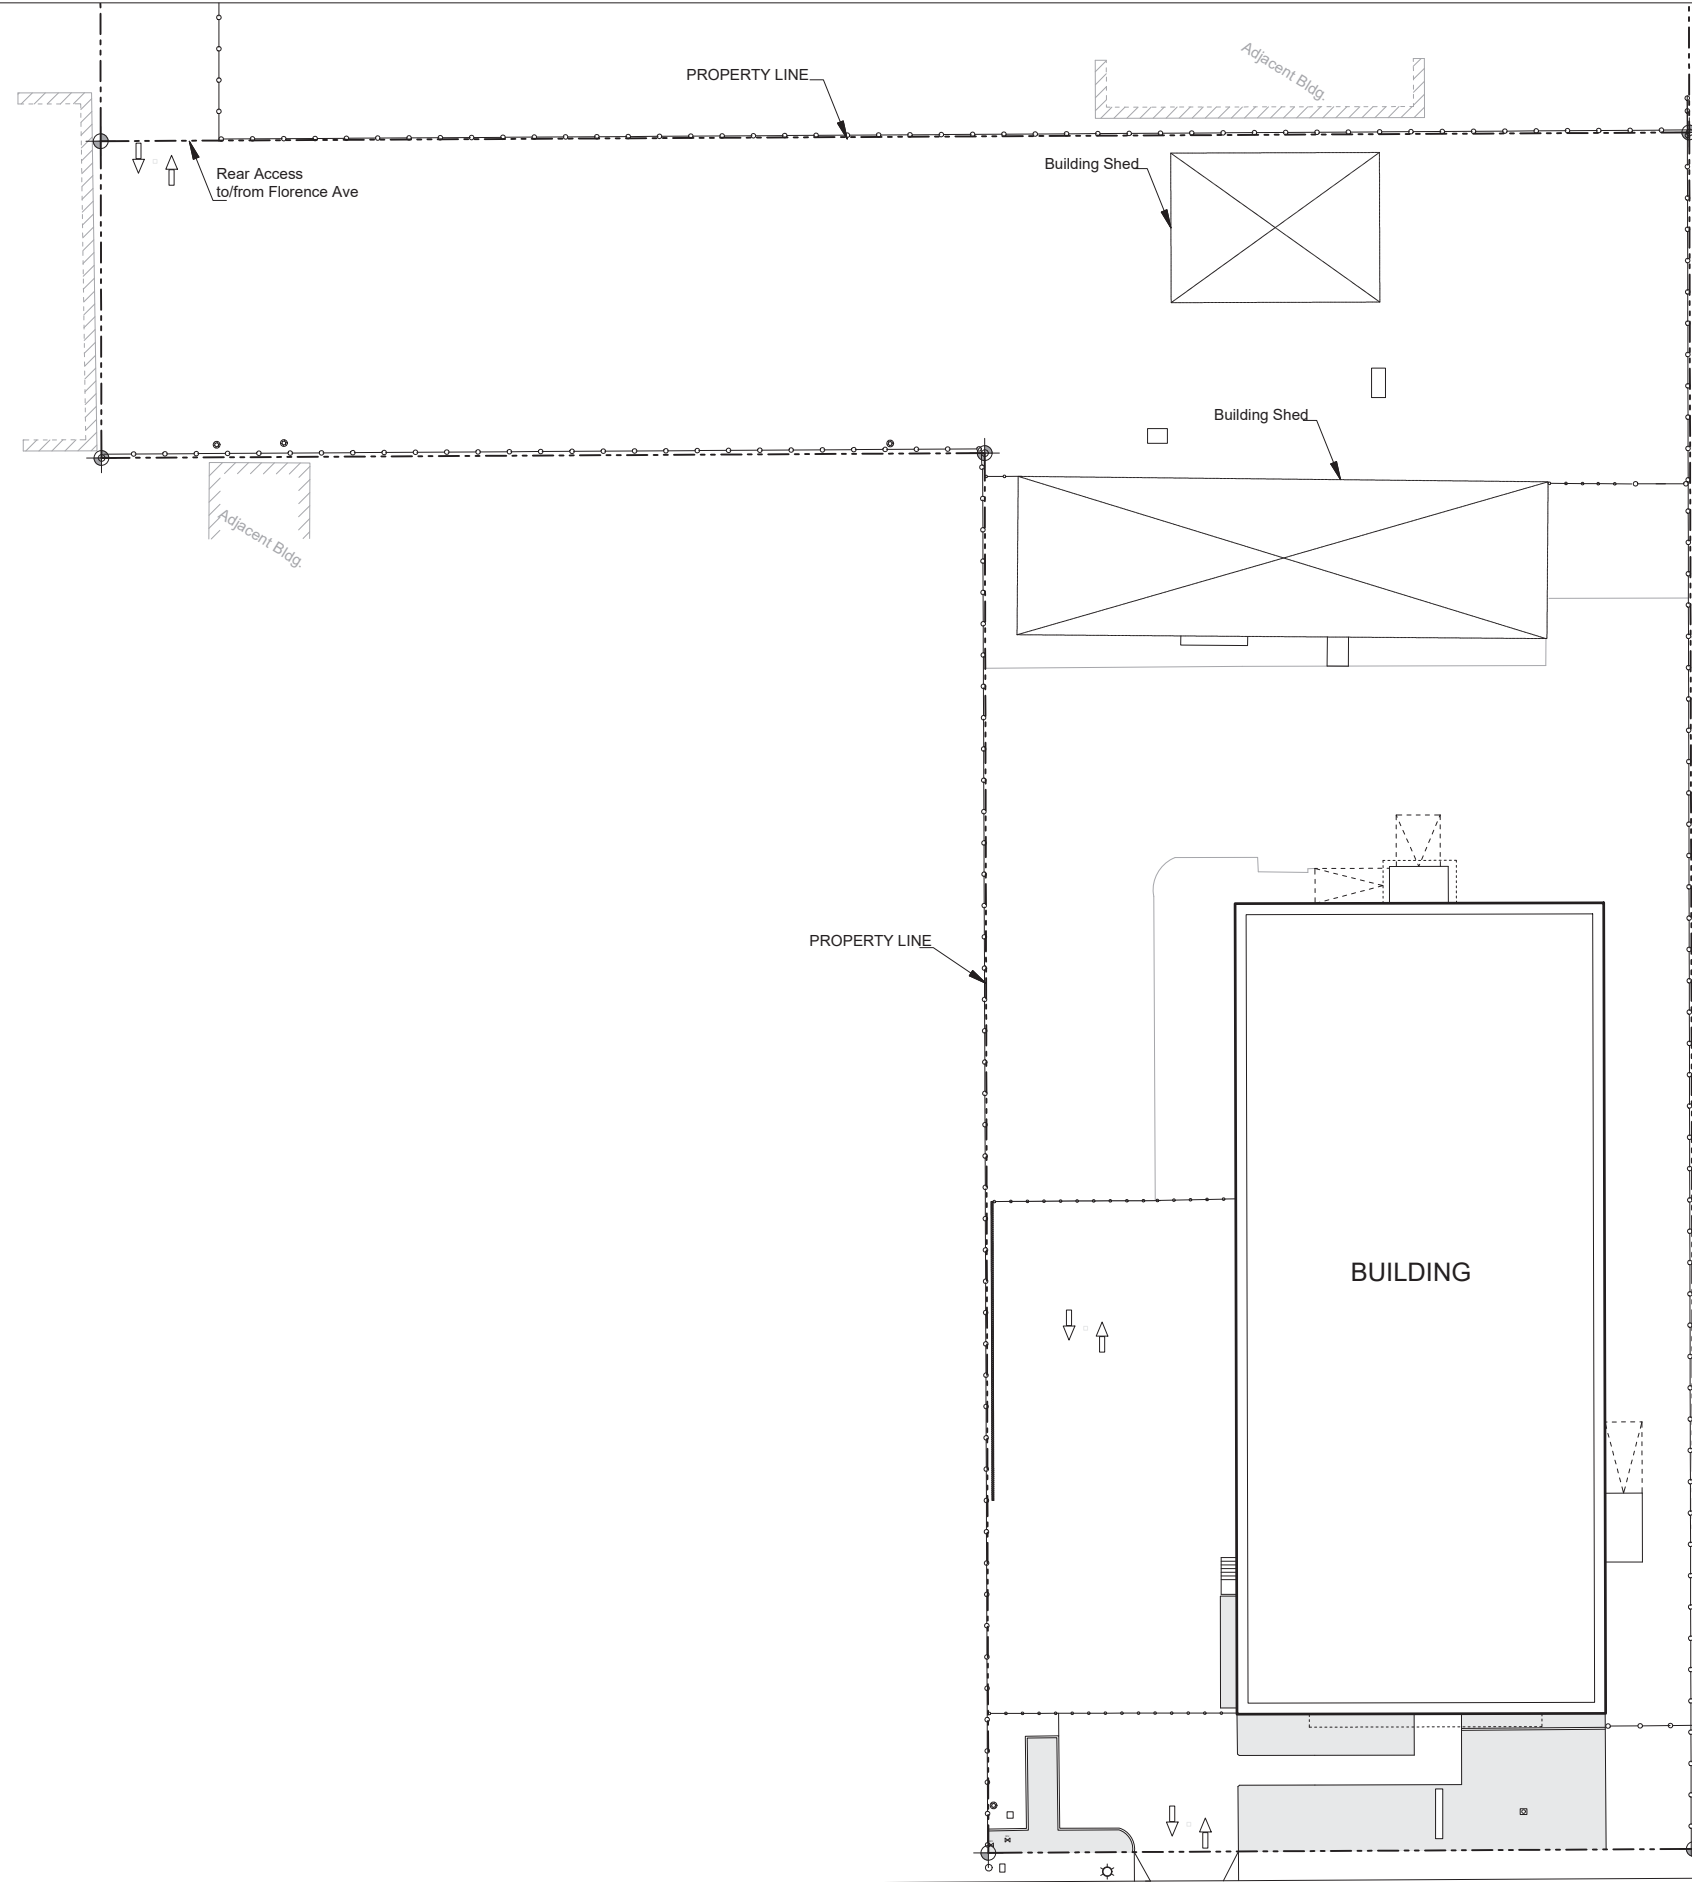 Adjacent Bldg.
PROPERTY LINE
Building Shed
Rear Access
to/from Florence Ave
Building Shed
Adjacent Bldg.
PROPERTY LINE
BUILDING